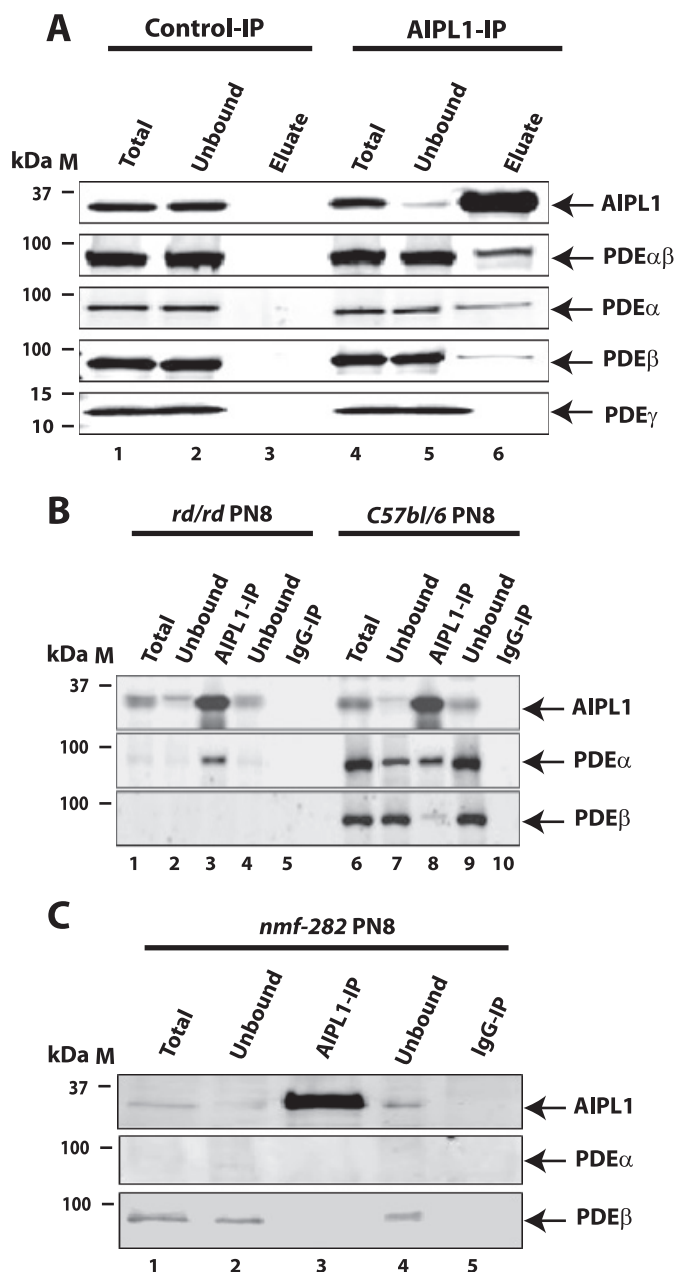 A
Control-IP AIPL1-IP
Total Unbound Eluate Total Unbound Eluate
kDa M
37 AIPL1
100 PDEαβ
100 PDEα
100 PDEβ
15
10 PDEγ
1 2 3 4 5 6
B
rd/rd PN8 C57bl/6 PN8
Total Unbound AIPL1-IP Unbound IgG-IP Total Unbound AIPL1-IP Unbound IgG-IP
kDa M
37 AIPL1
100 PDEα
100 PDEβ
1 2 3 4 5 6 7 8 9 10
C
nmf-282 PN8
Total Unbound AIPL1-IP Unbound IgG-IP
kDa M
37 AIPL1
100 PDEα
100 PDEβ
1 2 3 4 5